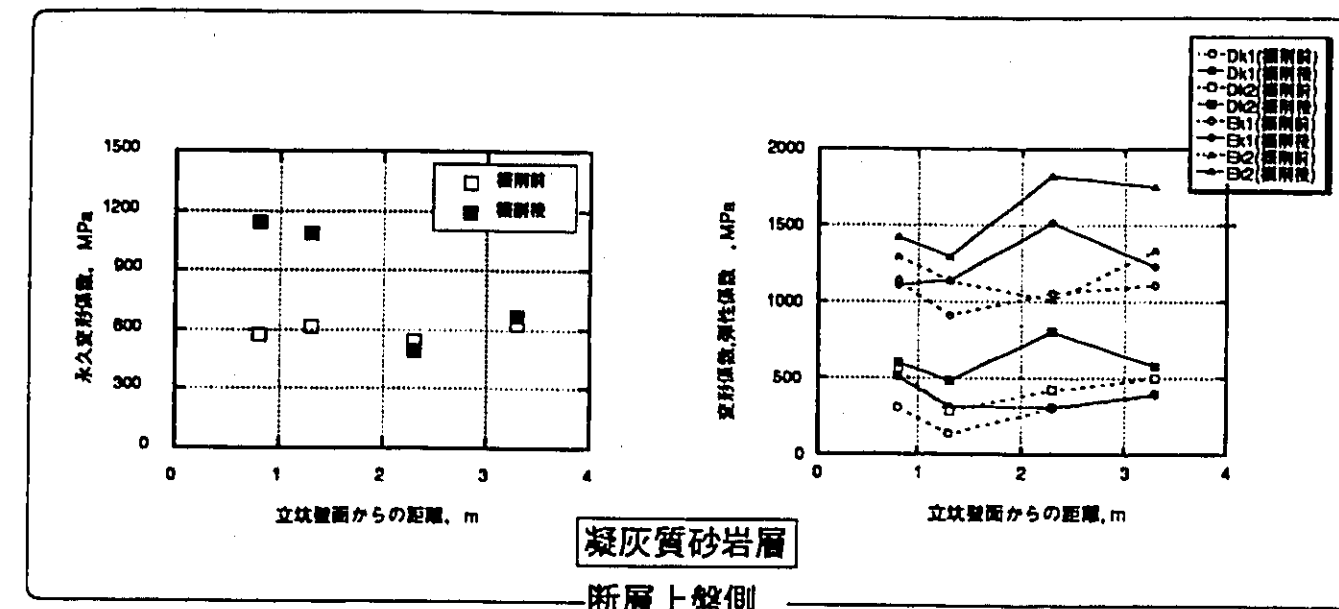 Dk1(掘削前)
Dk1(掘削後)
Dk2(掘削前)
Dk2(掘削後)
Ek1(掘削前)
Ek1(掘削後)
Ek2(掘削前)
Ek2(掘削後)
1500
1200
900
600
300
0
永久変形係数, MPa
掘削前
掘削後
0 1 2 3 4
立坑壁面からの距離, m
2000
1500
1000
500
0
変形係数,弾性係数 ,MPa
0 1 2 3 4
立坑壁面からの距離,m
凝灰質砂岩層
断層上盤側